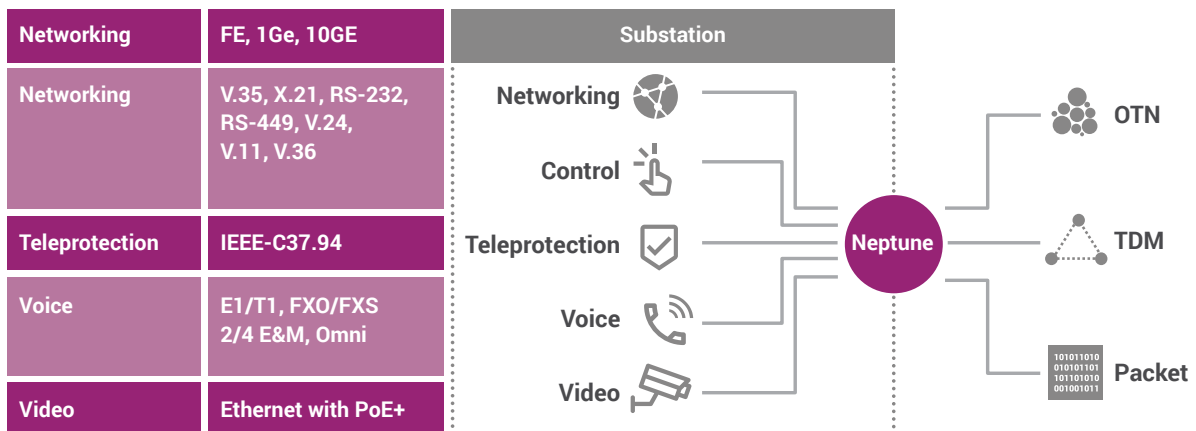 Networking FE, 1Ge, 10GE
Networking V.35, X.21, RS-232,
RS-449, V.24,
V.11, V.36
Teleprotection IEEE-C37.94
Voice E1/T1, FXO/FXS
2/4 E&M, Omni
Video Ethernet with PoE+
Substation
Networking
Control
Teleprotection
Voice
Video
Neptune
OTN
TDM
101011010
010101101
101101010
001001011
Packet